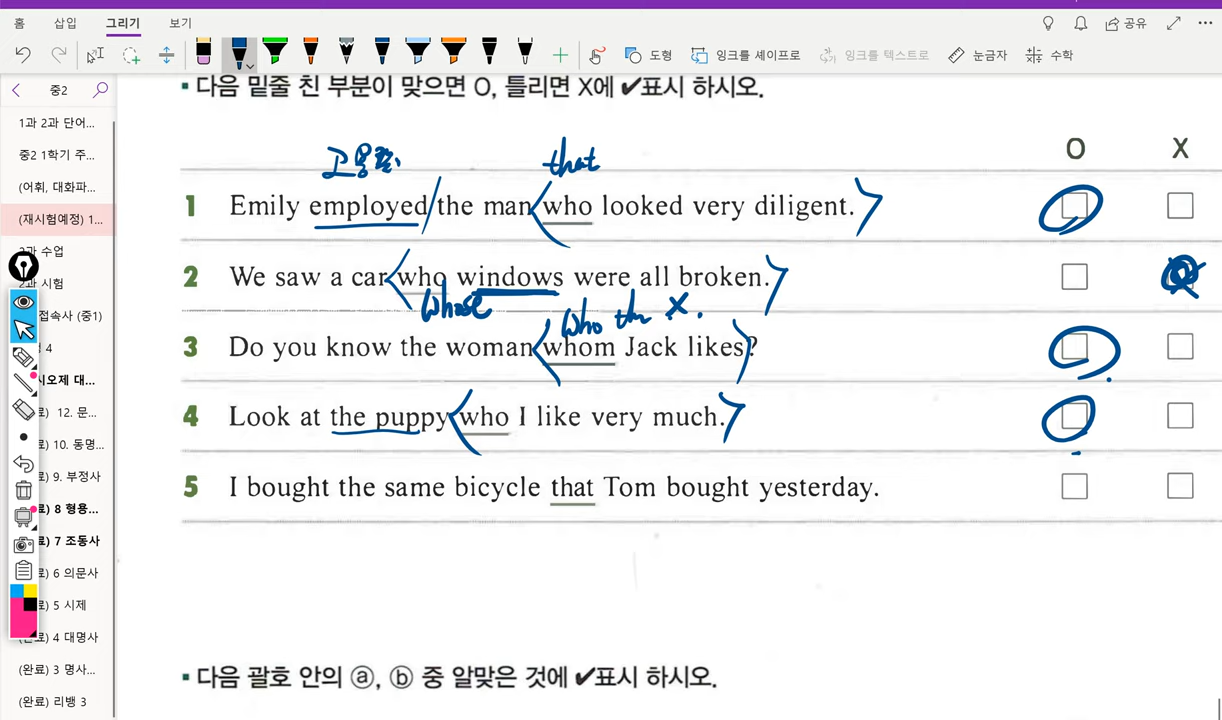 홈 삽입 그리기 보기
공유
도형 잉크를 셰이프로 잉크를 텍스트로 눈금자 수학
중2
1과 2과 단어...
중2 1학기 주...
(어휘, 대화파...
(재시험예정) 1...
2과 수업
2과 시험
접속사 (중1)
4
시오제 대...
료) 12. 문...
료) 10. 동명...
료) 9. 부정사
료) 8 형용...
료) 7 조동사
료) 6 의문사
료) 5 시제
(완료) 4 대명사
(완료) 3 명사...
(완료) 리뱅 3
▪ 다음 밑줄 친 부분이 맞으면 O, 틀리면 X에 ✔표시 하시오.
that
O X
1 Emily employed the man who looked very diligent.
2 We saw a car who windows were all broken.
whose
who X.
3 Do you know the woman whom Jack likes?
4 Look at the puppy who I like very much.
5 I bought the same bicycle that Tom bought yesterday.
▪ 다음 괄호 안의 ⓐ, ⓑ 중 알맞은 것에 ✔표시 하시오.